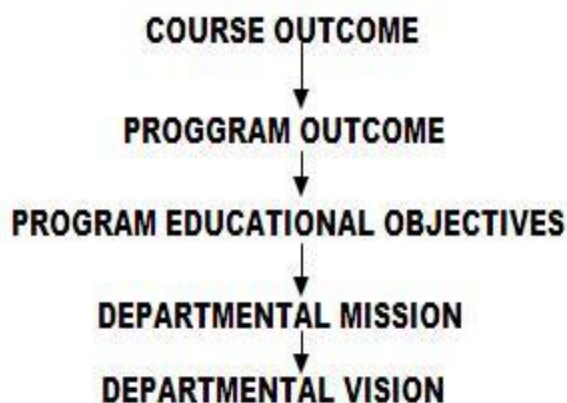 COURSE OUTCOME
PROGGRAM OUTCOME
PROGRAM EDUCATIONAL OBJECTIVES
DEPARTMENTAL MISSION
DEPARTMENTAL VISION